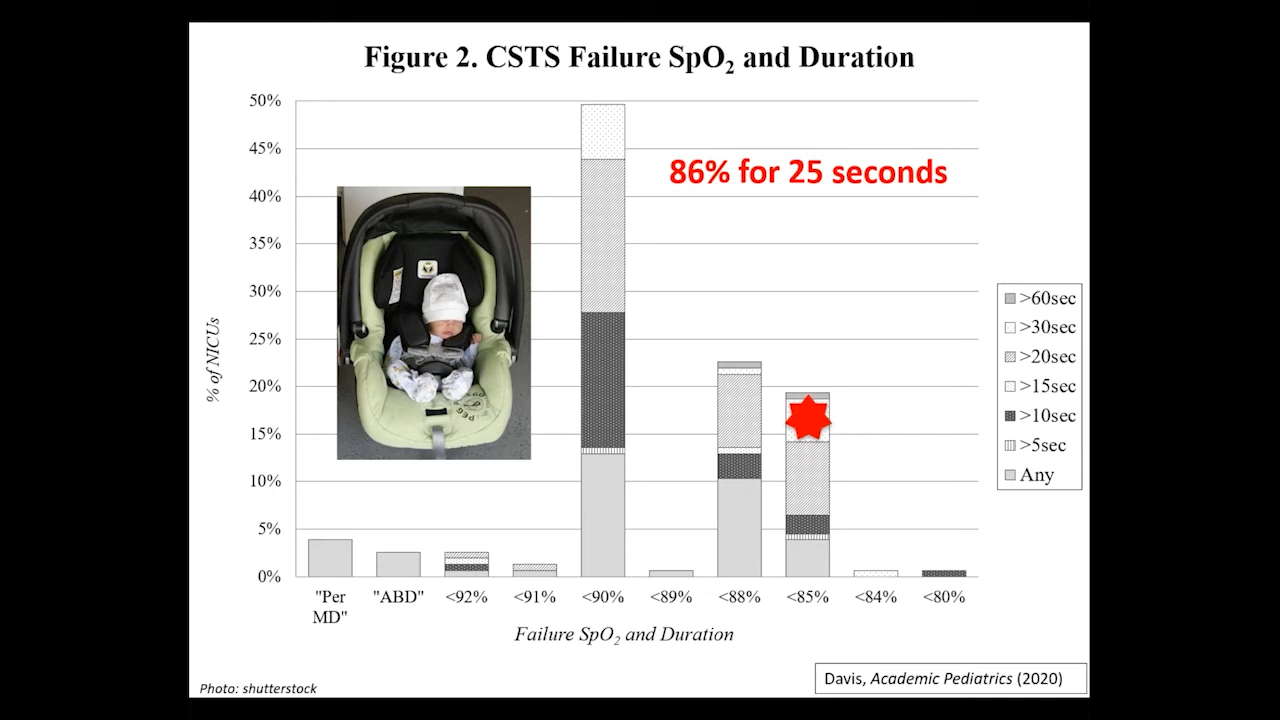 Figure 2. CSTS Failure SpO₂ and Duration
86% for 25 seconds
50%
45%
40%
35%
30%
25%
20%
15%
10%
5%
0%
% of NICUs
"Per MD"
"ABD"
<92%
<91%
<90%
<89%
<88%
<85%
<84%
<80%
Failure SpO₂ and Duration
>60sec
>30sec
>20sec
>15sec
>10sec
>5sec
Any
PEG
Photo: shutterstock
Davis, Academic Pediatrics (2020)